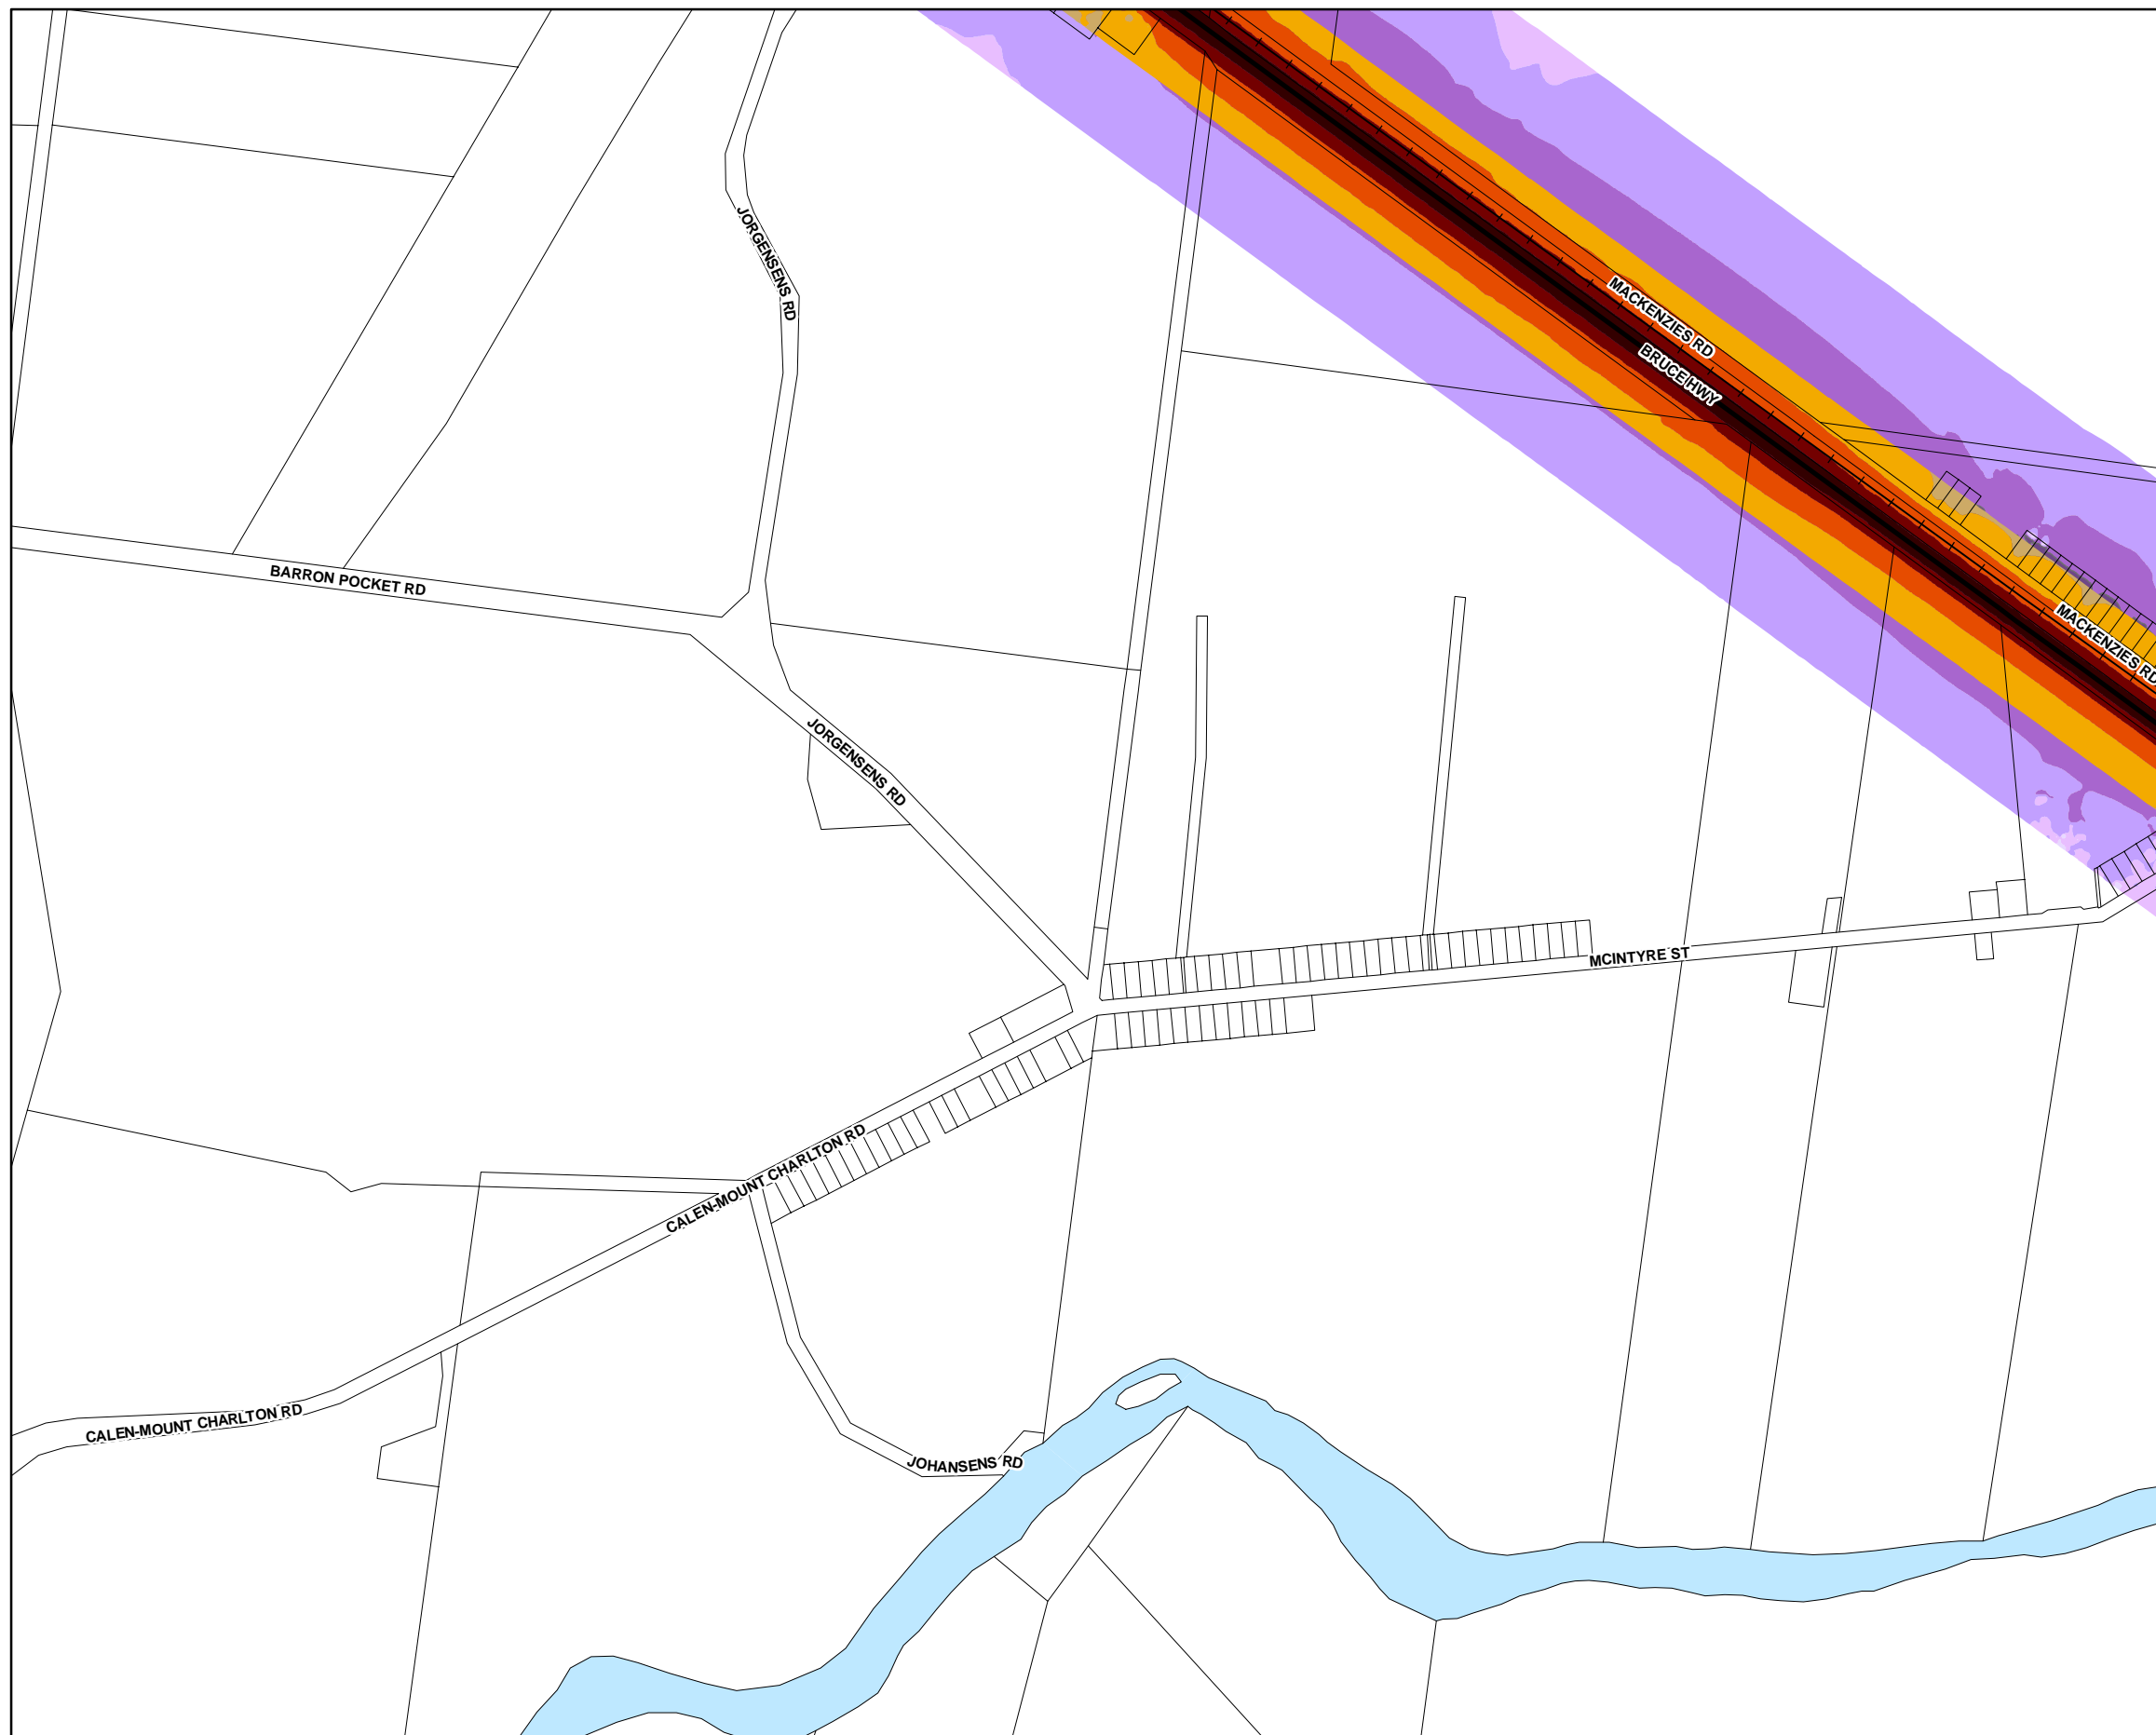 JORGENSENS RD
MACKENZIES RD
BRUCE HWY
BARRON POCKET RD
MACKENZIES RD
JORGENSENS RD
MCINTYRE ST
CALEN-MOUNT CHARLTON RD
CALEN-MOUNT CHARLTON RD
JOHANSENS RD